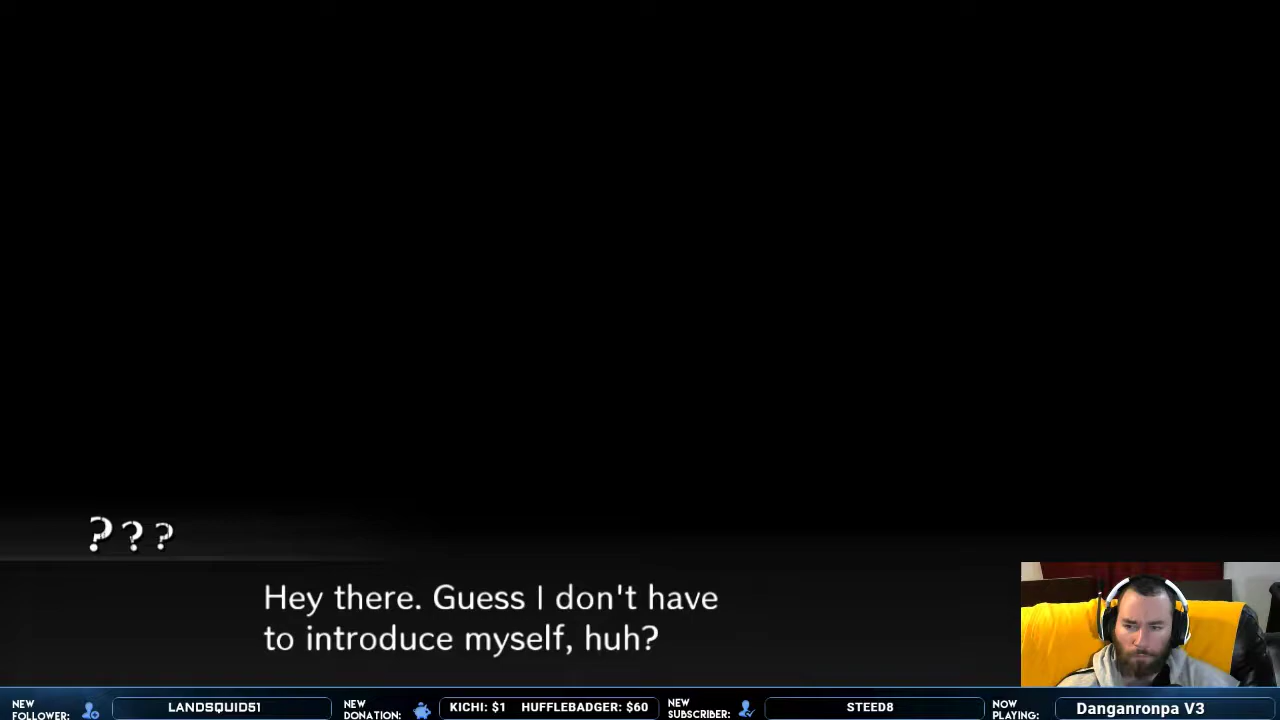 ???
Hey there. Guess I don't have
to introduce myself, huh?
NEW
FOLLOWER:
LANDSQUID51
NEW
DONATION:
KICHI: $1 HUFFLEBADGER: $60
NEW
SUBSCRIBER:
STEED8
NOW
PLAYING:
Danganronpa V3